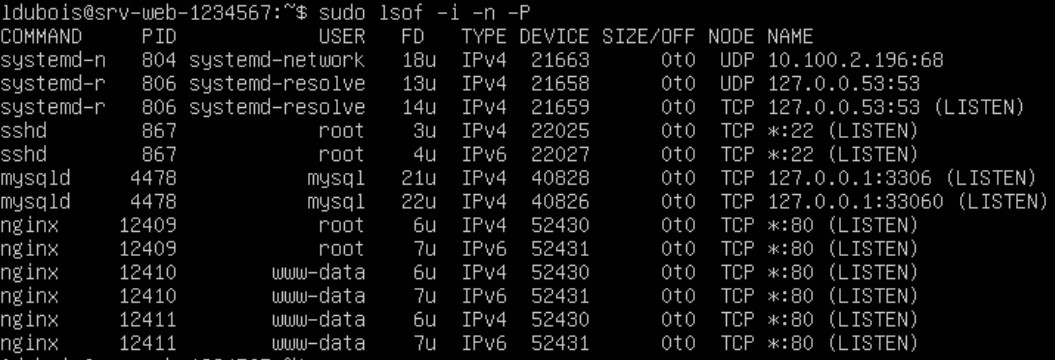 ldubois@srv-web-1234567:~$ sudo lsof -i -n -P
COMMAND PID USER FD TYPE DEVICE SIZE/OFF NODE NAME
systemd-n 804 systemd-network 18u IPv4 21663 0t0 UDP 10.100.2.196:68
systemd-r 806 systemd-resolve 13u IPv4 21658 0t0 UDP 127.0.0.53:53
systemd-r 806 systemd-resolve 14u IPv4 21659 0t0 TCP 127.0.0.53:53 (LISTEN)
sshd 867 root 3u IPv4 22025 0t0 TCP *:22 (LISTEN)
sshd 867 root 4u IPv6 22027 0t0 TCP *:22 (LISTEN)
mysqld 4478 mysql 21u IPv4 40828 0t0 TCP 127.0.0.1:3306 (LISTEN)
mysqld 4478 mysql 22u IPv4 40826 0t0 TCP 127.0.0.1:33060 (LISTEN)
nginx 12409 root 6u IPv4 52430 0t0 TCP *:80 (LISTEN)
nginx 12409 root 7u IPv6 52431 0t0 TCP *:80 (LISTEN)
nginx 12410 www-data 6u IPv4 52430 0t0 TCP *:80 (LISTEN)
nginx 12410 www-data 7u IPv6 52431 0t0 TCP *:80 (LISTEN)
nginx 12411 www-data 6u IPv4 52430 0t0 TCP *:80 (LISTEN)
nginx 12411 www-data 7u IPv6 52431 0t0 TCP *:80 (LISTEN)